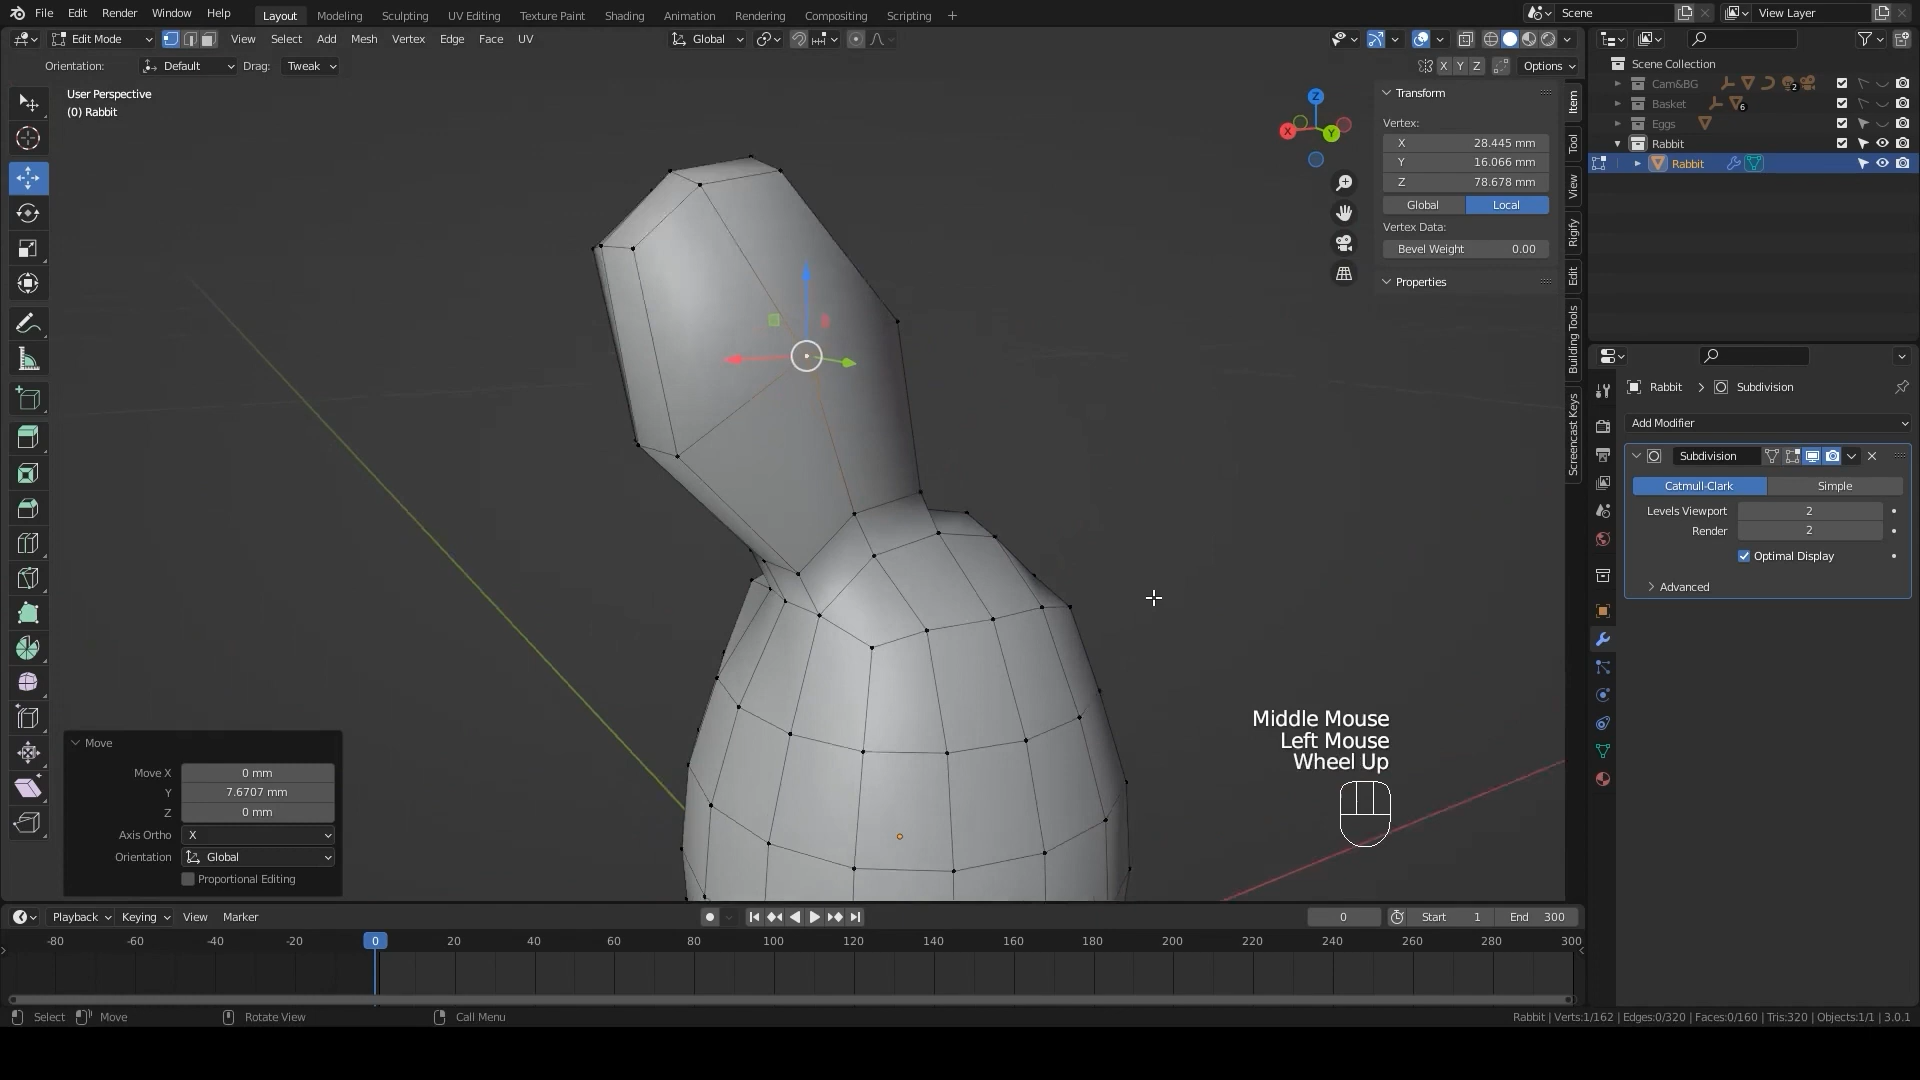 File Edit Render Window Help Layout Modeling Sculpting UV Editing Texture Paint Shading Animation Rendering Compositing Scripting + Scene View Layer
Edit Mode View Select Add Mesh Vertex Edge Face UV Global
Orientation: Default Drag: Tweak X Y Z Options
User Perspective
(0) Rabbit
Z
X
Y
Transform
Vertex:
X 28.445 mm
Y 16.066 mm
Z 78.678 mm
Global Local
Vertex Data:
Bevel Weight 0.00
Properties
Item
Tool
View
Rigify
Edit
Building Tools
Screencast Keys
Scene Collection
Cam&BG 2
Basket 6
Eggs
Rabbit
Rabbit
Rabbit > Subdivision
Add Modifier
Subdivision
Catmull-Clark Simple
Levels Viewport 2
Render 2
Optimal Display
Advanced
Middle Mouse
Left Mouse
Wheel Up
Move
Move X 0 mm
Y 7.6707 mm
Z 0 mm
Axis Ortho X
Orientation Global
Proportional Editing
Playback Keying View Marker 0 Start 1 End 300
-80 -60 -40 -20 0 20 40 60 80 100 120 140 160 180 200 220 240 260 280 300
Select Move Rotate View Call Menu Rabbit | Verts:1/162 | Edges:0/320 | Faces:0/160 | Tris:320 | Objects:1/1 | 3.0.1